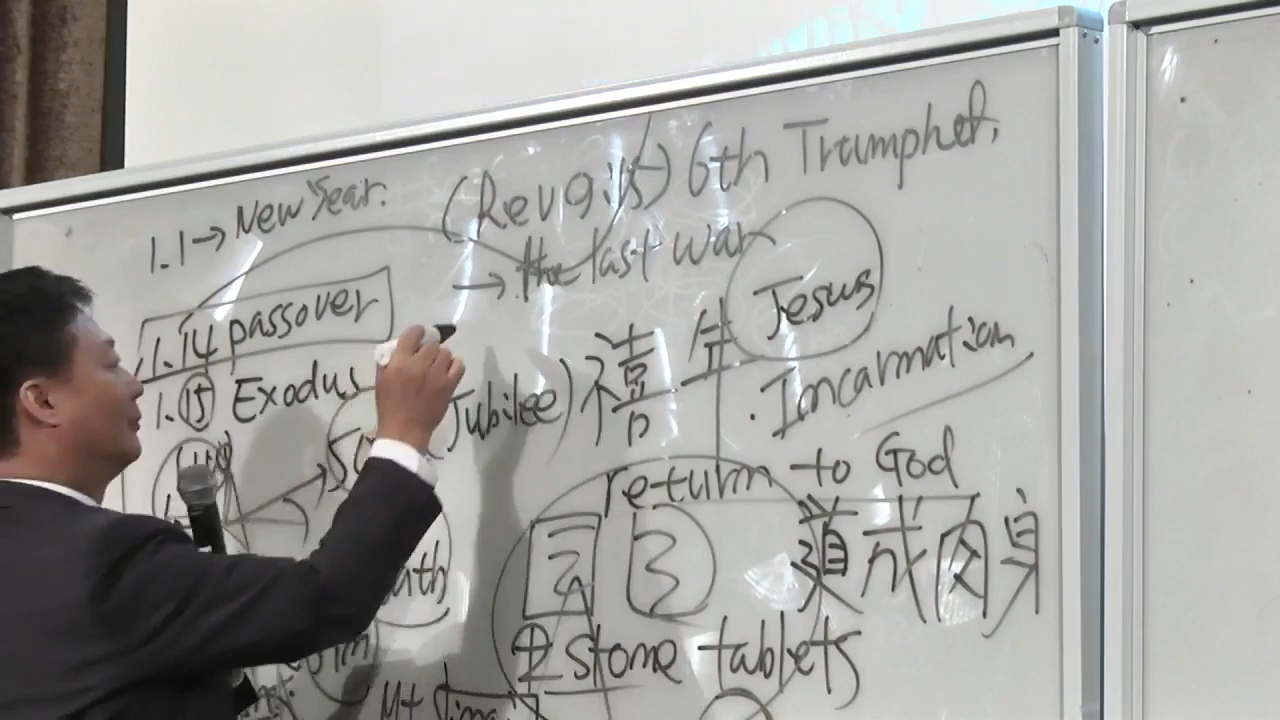 1.1→ New Year.
(Rev 9:15) 6th Trumphet,
→ the last war
1.14 passover
Jesus
1.15 Exodus
50
Jubilee) 禧年
. Incarnation
return to God
道成肉身
2 stone tablets
Mt Sinai